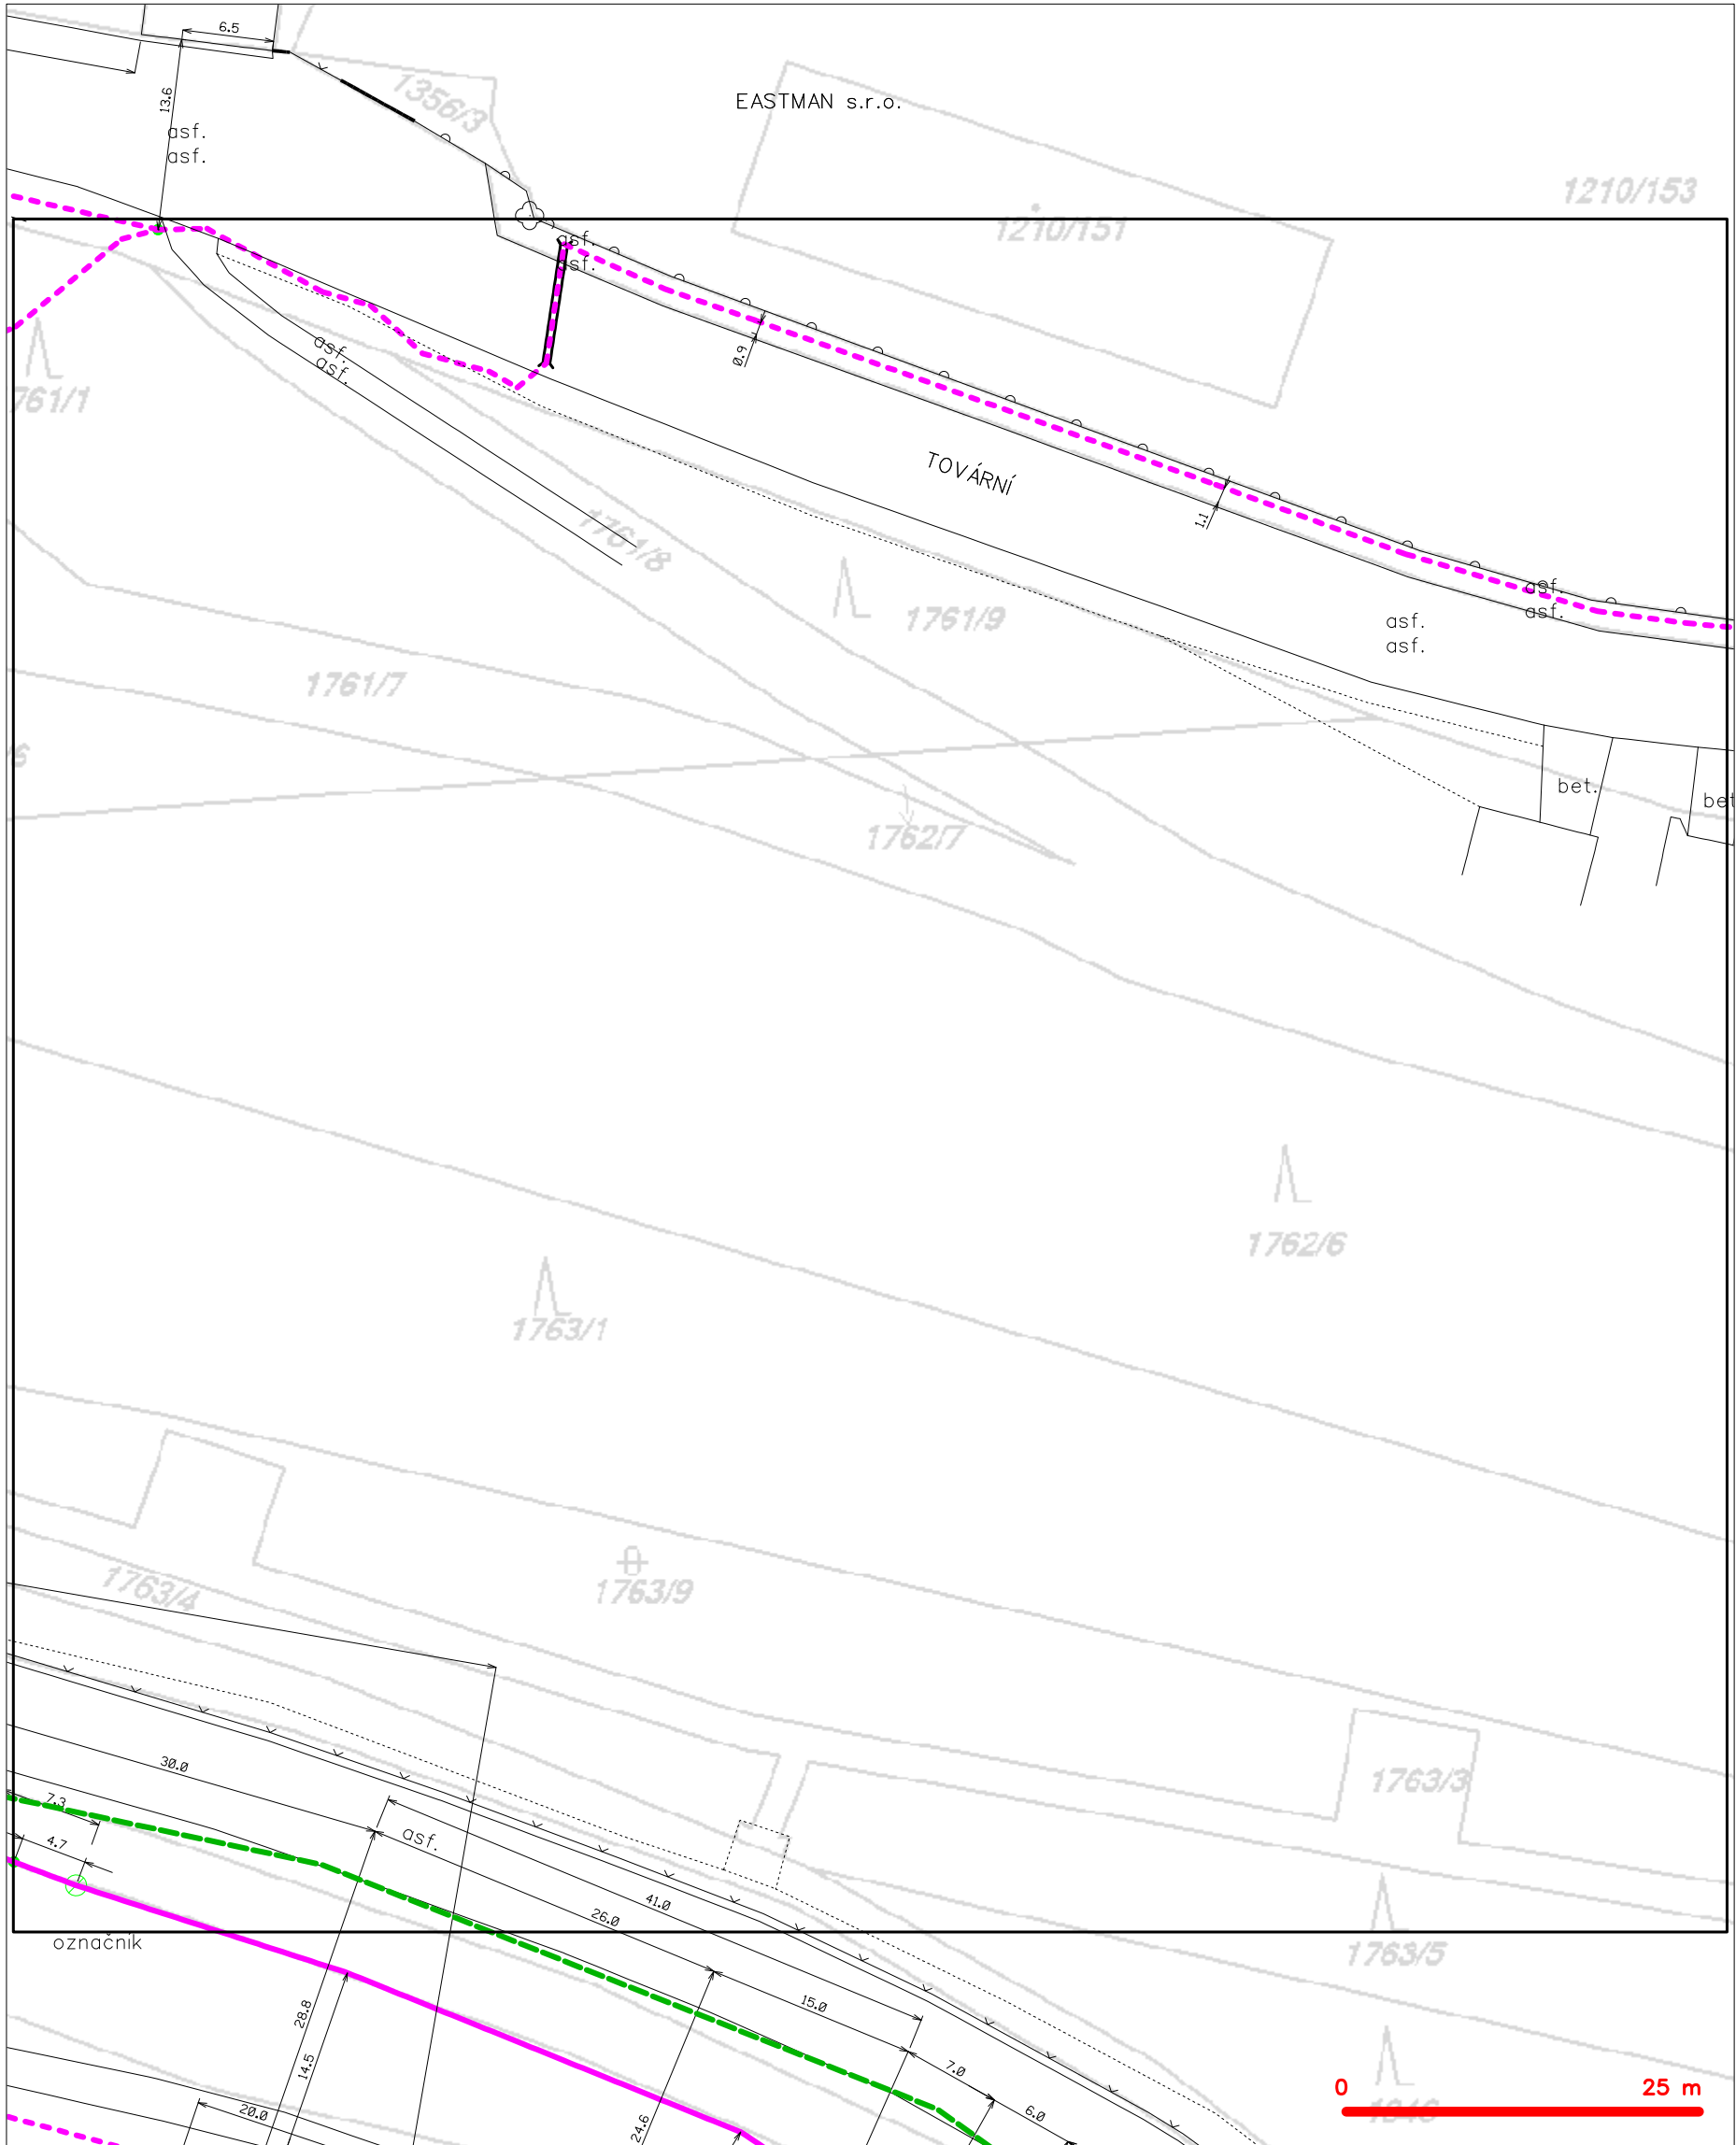 6.5
13.6
asf.
asf.
1356/3
EASTMAN s.r.o.
1210/153
1210/151
asf.
asf.
0.9
asf.
asf.
761/1
TOVÁRNÍ
1.1
1761/8
1761/9
asf.
asf.
asf.
asf.
1761/7
/6
bet.
bet
1762/7
1762/6
1763/1
1763/4
1763/9
30.0
7.3
4.7
asf.
41.0
26.0
1763/3
označník
1763/5
28.8
14.5
15.0
7.0
6.0
20.0
24.6
0
25 m